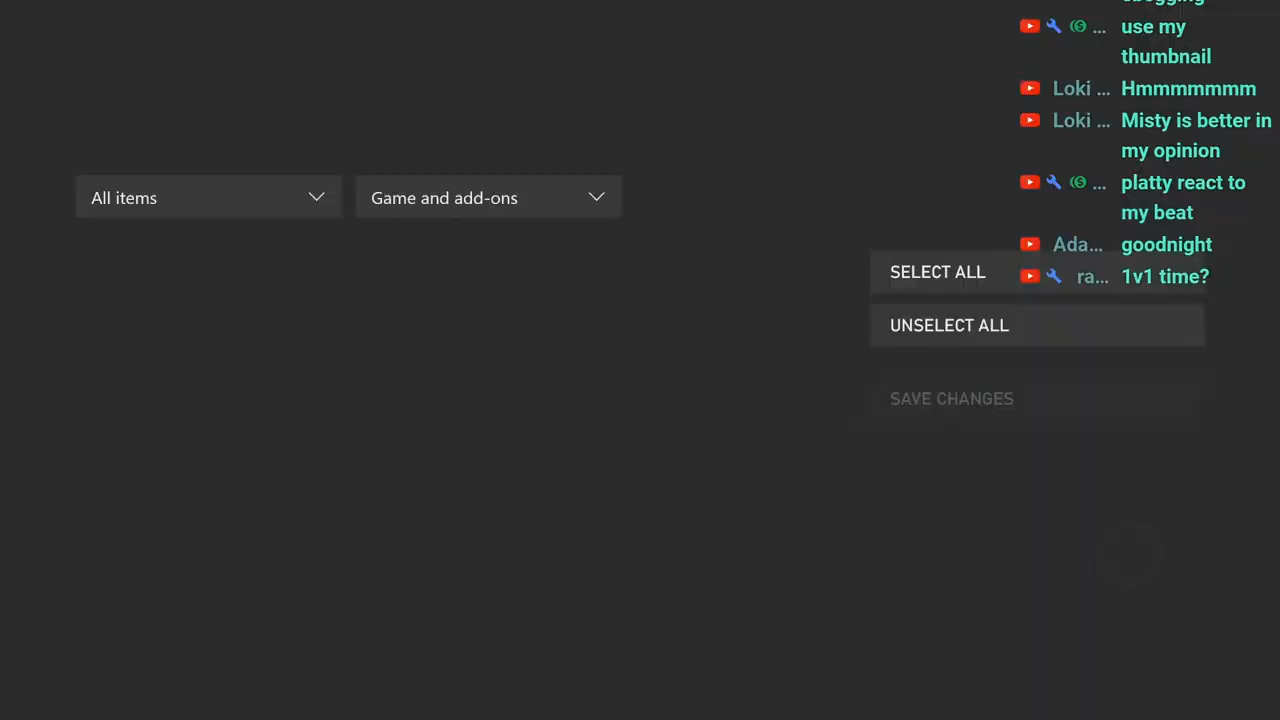 use my
thumbnail
Loki ... Hmmmmmmm
Loki ... Misty is better in
my opinion
All items
Game and add-ons
... platty react to
my beat
Ada... goodnight
SELECT ALL
ra... 1v1 time?
UNSELECT ALL
SAVE CHANGES